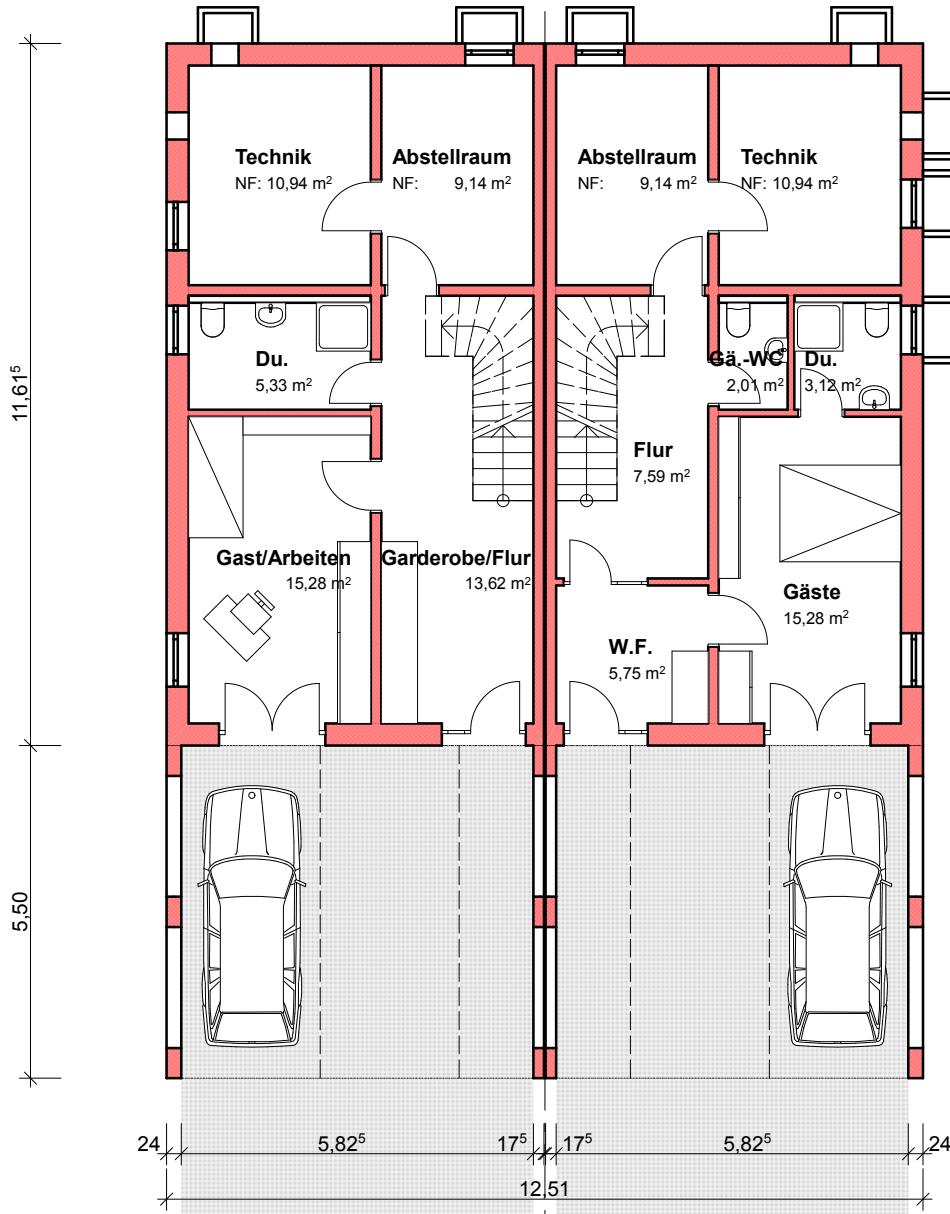 Technik
NF: 10,94 m²
Abstellraum
NF: 9,14 m²
Abstellraum
NF: 9,14 m²
Technik
NF: 10,94 m²
Du.
5,33 m²
Gä.-WC
2,01 m²
Du.
3,12 m²
11,61⁵
Flur
7,59 m²
Gast/Arbeiten
15,28 m²
Garderobe/Flur
13,62 m²
Gäste
15,28 m²
W.F.
5,75 m²
5,50
24
5,82⁵
17⁵
17⁵
5,82⁵
24
12,51